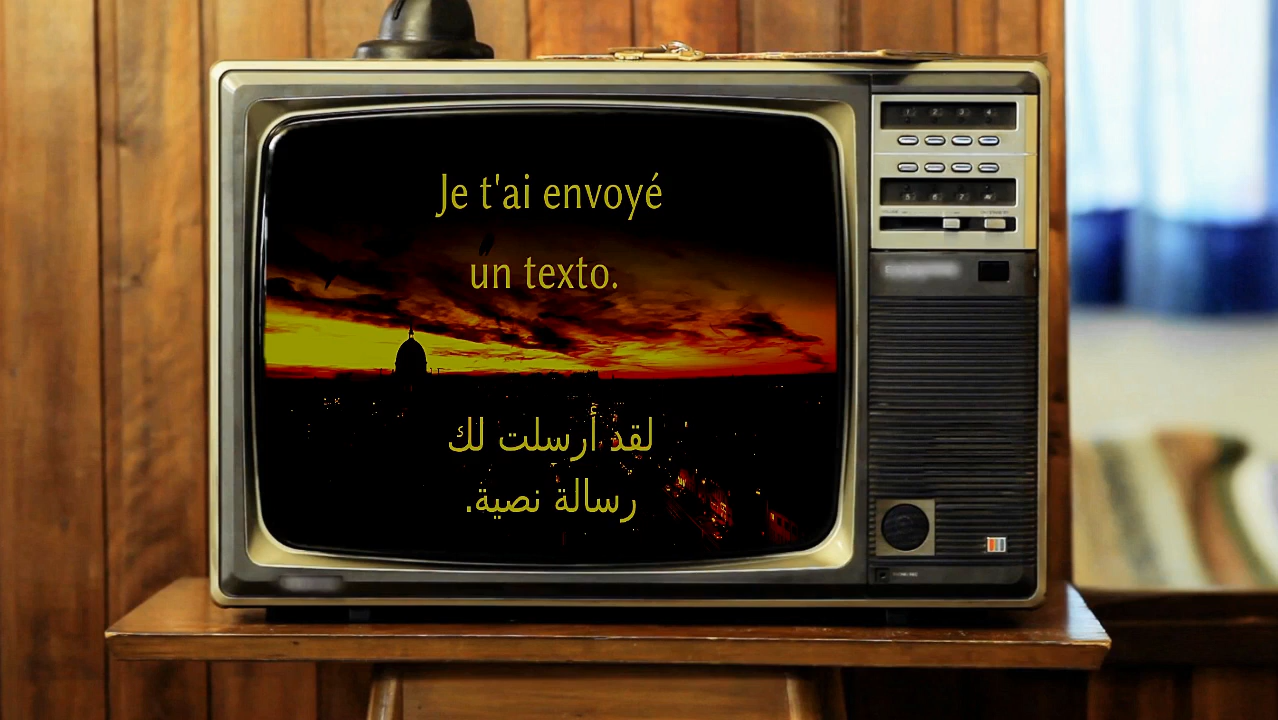 Je t'ai envoyé
un texto.
لقد أرسلت لك
رسالة نصية.